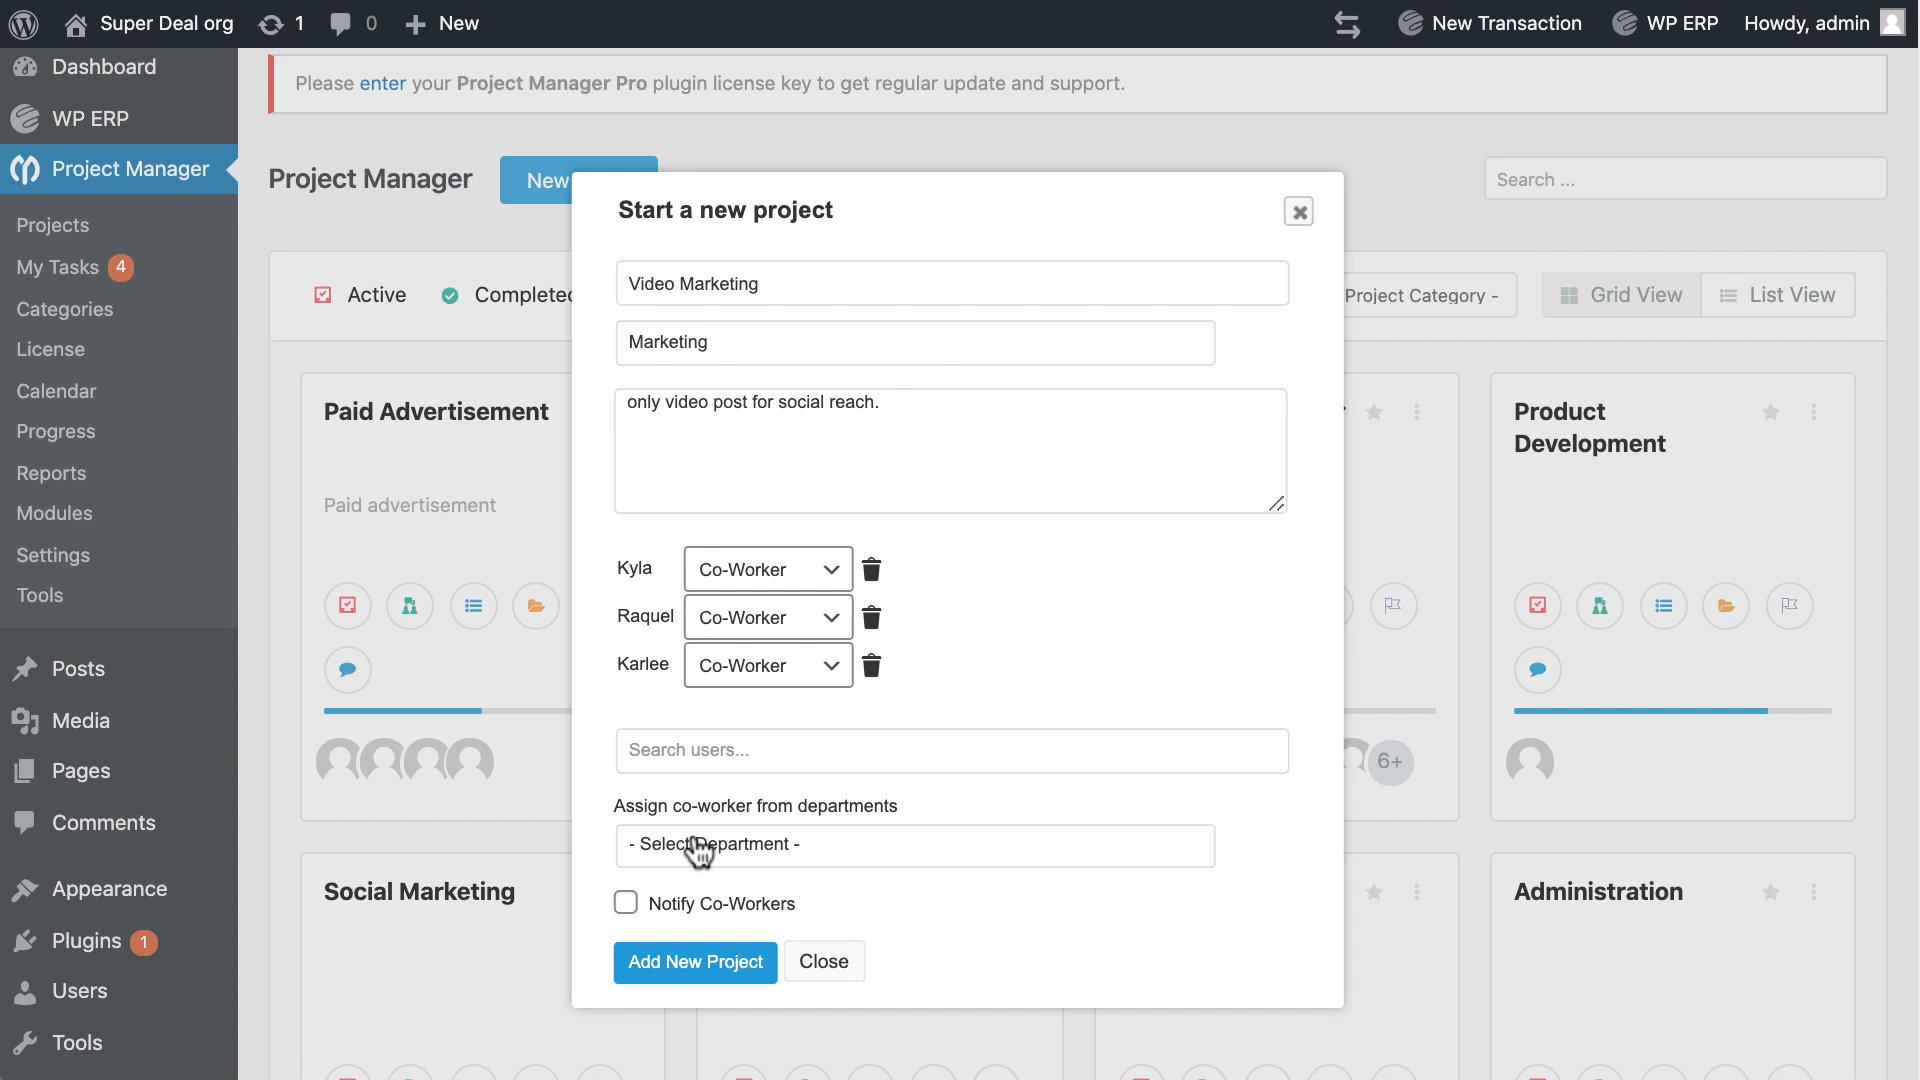 Super Deal org
1
0
New
New Transaction
WP ERP
Howdy, admin
Dashboard
WP ERP
Project Manager
Projects
My Tasks 4
Categories
License
Calendar
Progress
Reports
Modules
Settings
Tools
Posts
Media
Pages
Comments
Appearance
Plugins 1
Users
Tools
Please enter your Project Manager Pro plugin license key to get regular update and support.
Project Manager
New
Search ...
Active
Completed
Project Category -
Grid View
List View
Paid Advertisement
Paid advertisement
Product
Development
6+
Social Marketing
Administration
Start a new project
Video Marketing
Marketing
only video post for social reach.
Kyla Co-Worker
Raquel Co-Worker
Karlee Co-Worker
Search users...
Assign co-worker from departments
- Select Department -
Notify Co-Workers
Add New Project
Close